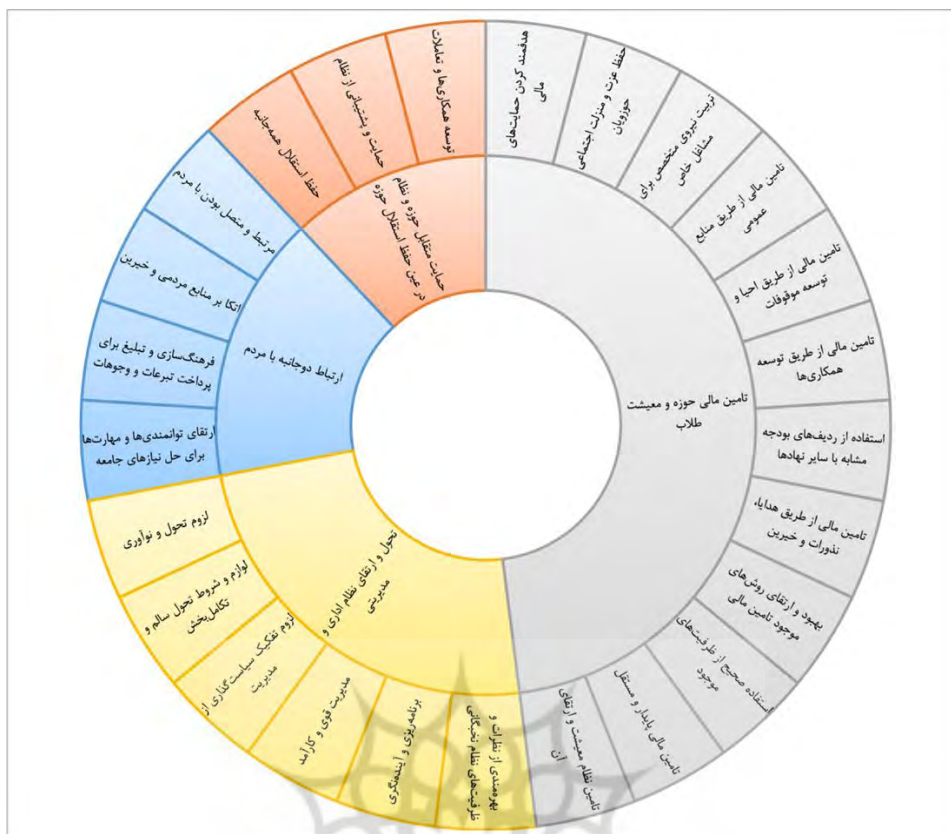 هدفمند کردن حمایت‌های
مالی
حفظ عزت و منزلت اجتماعی
حوزویان
تربیت نیروی متخصص برای
مشاغل خاص
تامین مالی از طریق منابع
عمومی
تامین مالی از طریق احیا و
توسعه موقوفات
تامین مالی از طریق توسعه
همکاری‌ها
استفاده از ردیف‌های بودجه
مشابه با سایر نهادها
تامین مالی از طریق هدایا،
نذورات و خیرین
بهبود و ارتقای روش‌های
موجود تامین مالی
استفاده صحیح از ظرفیت‌های
موجود
تامین مالی پایدار و مستقل
تامین نظام معیشت و ارتقای
آن
تامین مالی حوزه و معیشت
طلاب
بهره‌مندی از نظرات و
ظرفیت‌های نظام نخبگانی
برنامه‌ریزی و آینده‌نگری
مدیریت قوی و کارآمد
لزوم تفکیک سیاست‌گذاری از
مدیریت
لوازم و شروط تحول سالم و
تکامل‌بخش
لزوم تحول و نوآوری
تحول و ارتقای نظام اداری و
مدیریتی
ارتقای توانمندی‌ها و مهارت‌ها
برای حل نیازهای جامعه
فرهنگ‌سازی و تبلیغ برای
پرداخت تبرعات و وجوهات
اتکا بر منابع مردمی و خیرین
مرتبط و متصل بودن با مردم
ارتباط دوجانبه با مردم
حفظ استقلال همه‌جانبه
حمایت و پشتیبانی از نظام
توسعه همکاری‌ها و تعاملات
حمایت متقابل حوزه و نظام
در عین حفظ استقلال حوزه